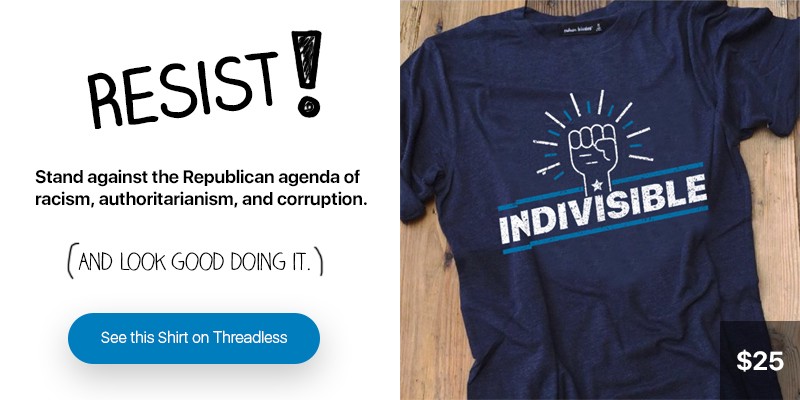 RESIST!
Stand against the Republican agenda of
racism, authoritarianism, and corruption.
(AND LOOK GOOD DOING IT.)
See this Shirt on Threadless
INDIVISIBLE
$25